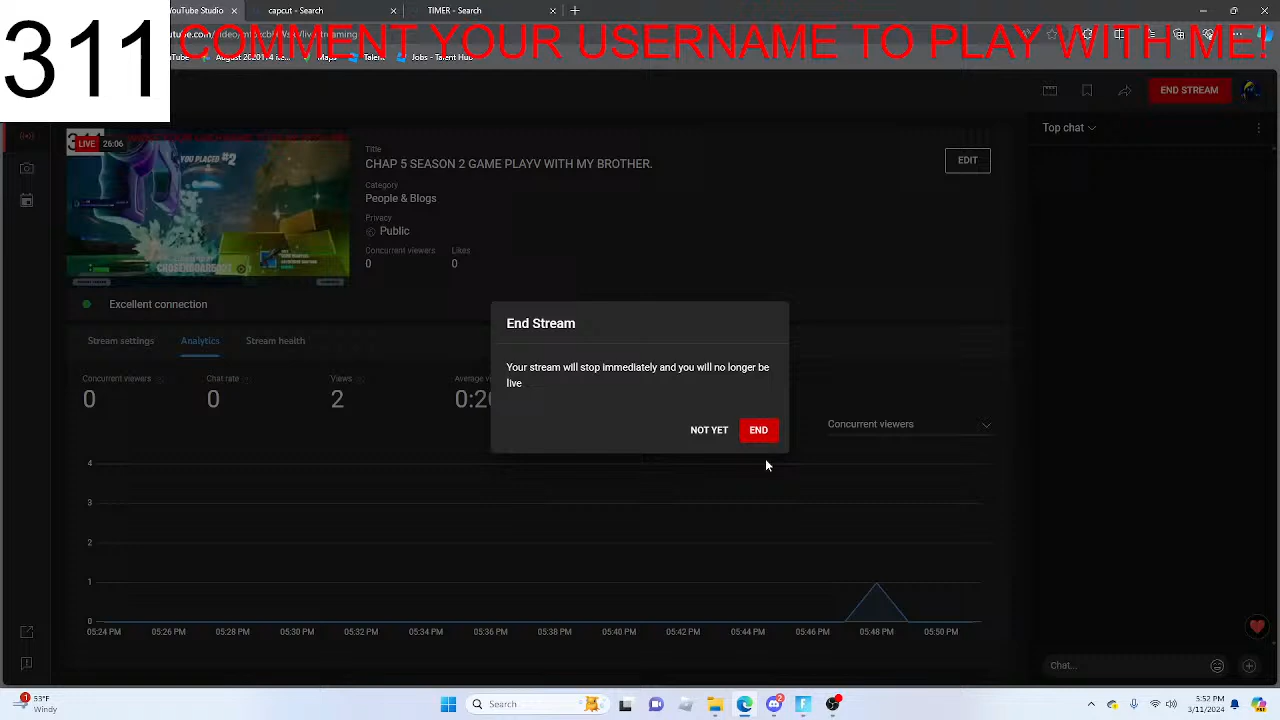 311
COMMENT YOUR USERNAME TO PLAY WITH ME!
YouTube Studio
caput - Search
TIMER - Search
END STREAM
LIVE 26:06
YOU PLACED #2
Title
CHAP 5 SEASON 2 GAME PLAYV WITH MY BROTHER.
EDIT
Category
People & Blogs
Privacy
Public
Concurrent viewers
Likes
0
0
Excellent connection
Top chat
Stream settings
Analytics
Stream health
Concurrent viewers
Chat rate
Views
0
0
2
0:20
Concurrent viewers
End Stream
Your stream will stop immediately and you will no longer be
live
NOT YET
END
4
3
2
1
0
05:24 PM
05:26 PM
05:28 PM
05:30 PM
05:32 PM
05:34 PM
05:36 PM
05:38 PM
05:40 PM
05:42 PM
05:44 PM
05:46 PM
05:48 PM
05:50 PM
Chat...
1
53°F
Windy
Search
2
5:52 PM
3/11/2024